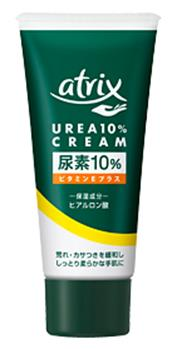 atrix
UREA10%
CREAM
尿素10%
ビタミンEプラス
―保湿成分―
ヒアルロン酸
荒れ・カサつきを緩和し
しっとり柔らかな手肌に